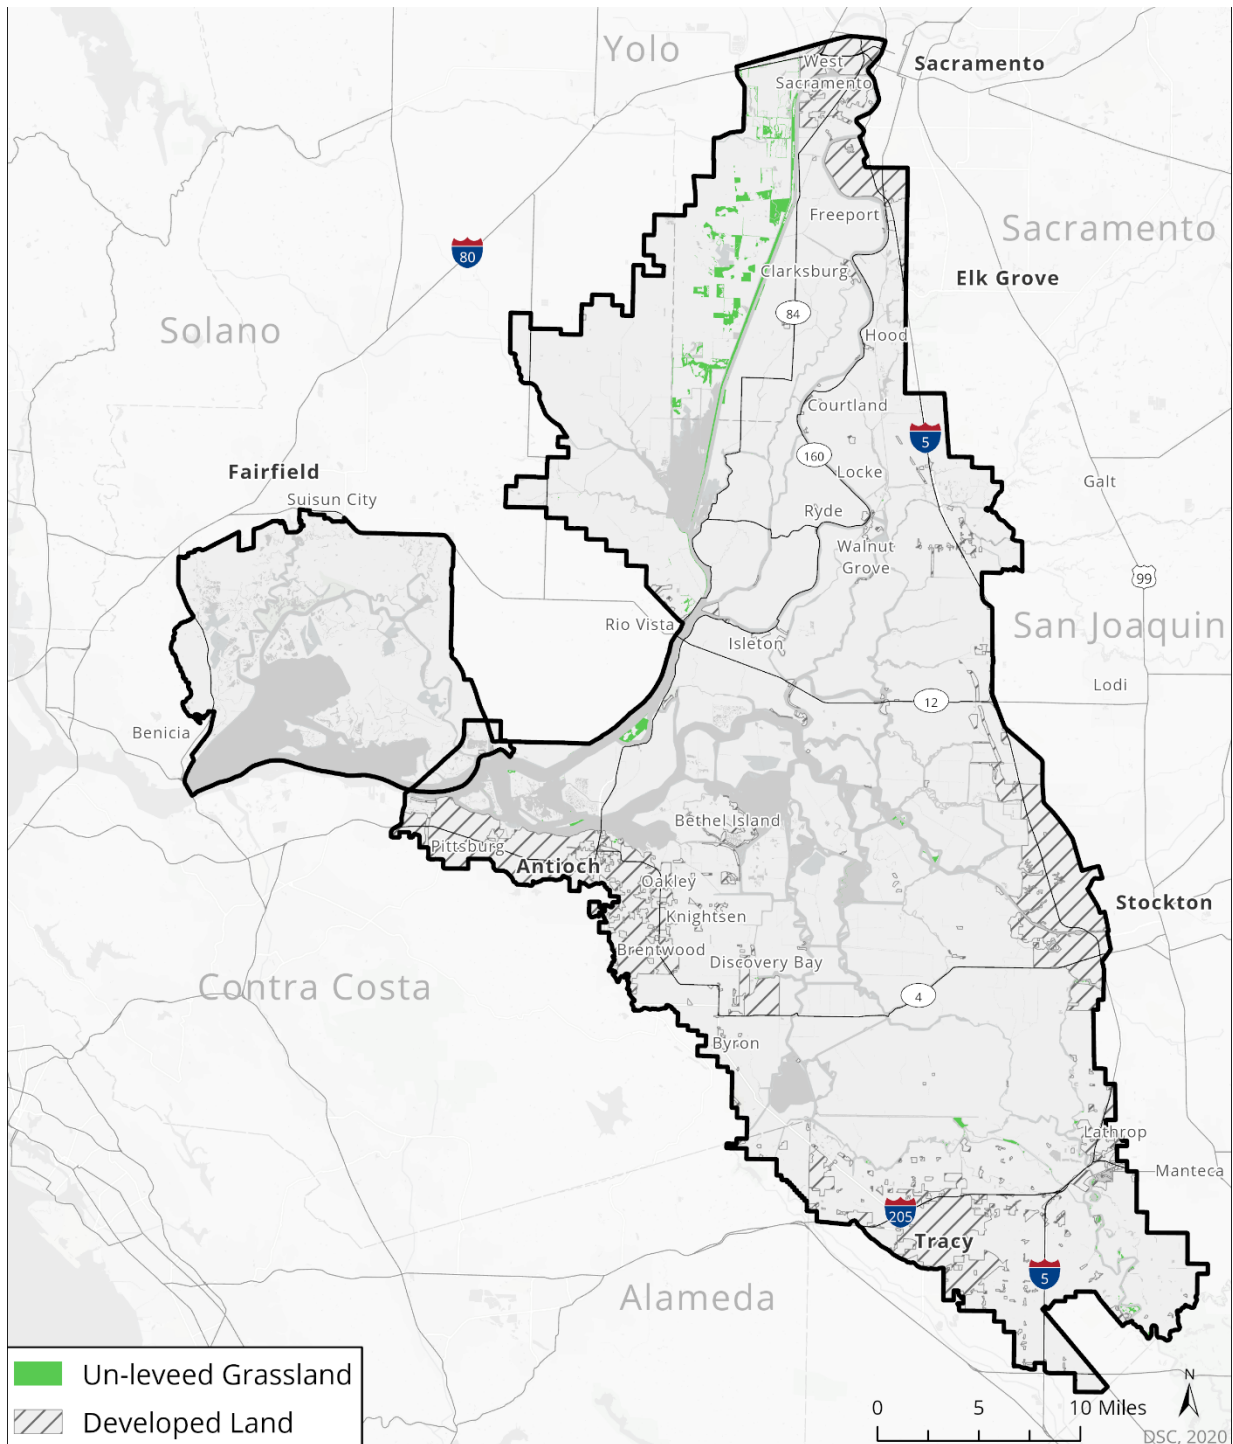 Yolo
West
Sacramento
Sacramento
Freeport
Sacramento
80
Clarksburg
Elk Grove
84
Solano
Hood
Courtland
5
160
Locke
Fairfield
Galt
Suisun City
Ryde
Walnut
Grove
99
Rio Vista
Isleton
San Joaquin
Lodi
12
Benicia
Bethel Island
Pittsburg
Antioch
Oakley
Stockton
Knightsen
Brentwood
Discovery Bay
Contra Costa
4
Byron
Lathrop
Manteca
205
Tracy
5
Alameda
Un-leveed Grassland
Developed Land
N
0 5 10 Miles
DSC, 2020